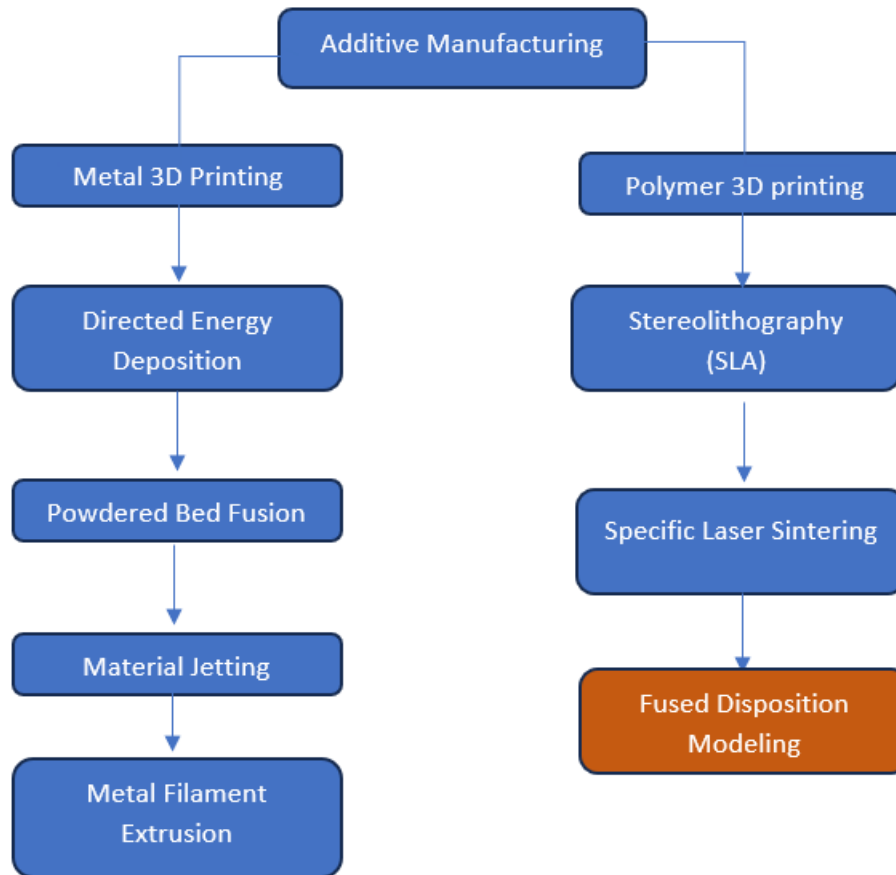 Additive Manufacturing
Metal 3D Printing
Directed Energy
Deposition
Powdered Bed Fusion
Material Jetting
Metal Filament
Extrusion
Polymer 3D printing
Stereolithography
(SLA)
Specific Laser Sintering
Fused Disposition
Modeling